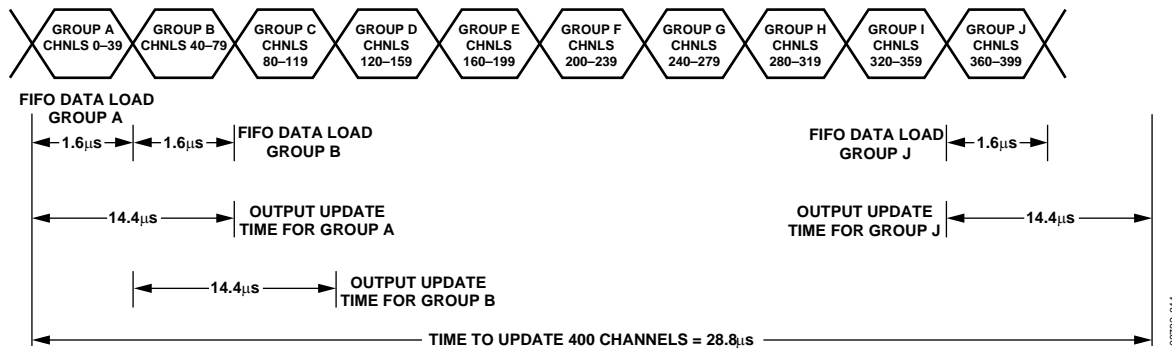 GROUP A
CHNLS 0–39
GROUP B
CHNLS 40–79
GROUP C
CHNLS
80–119
GROUP D
CHNLS
120–159
GROUP E
CHNLS
160–199
GROUP F
CHNLS
200–239
GROUP G
CHNLS
240–279
GROUP H
CHNLS
280–319
GROUP I
CHNLS
320–359
GROUP J
CHNLS
360–399
FIFO DATA LOAD
GROUP A
1.6µs
1.6µs
FIFO DATA LOAD
GROUP B
FIFO DATA LOAD
GROUP J
1.6µs
14.4µs
OUTPUT UPDATE
TIME FOR GROUP A
OUTPUT UPDATE
TIME FOR GROUP J
14.4µs
14.4µs
OUTPUT UPDATE
TIME FOR GROUP B
TIME TO UPDATE 400 CHANNELS = 28.8µs